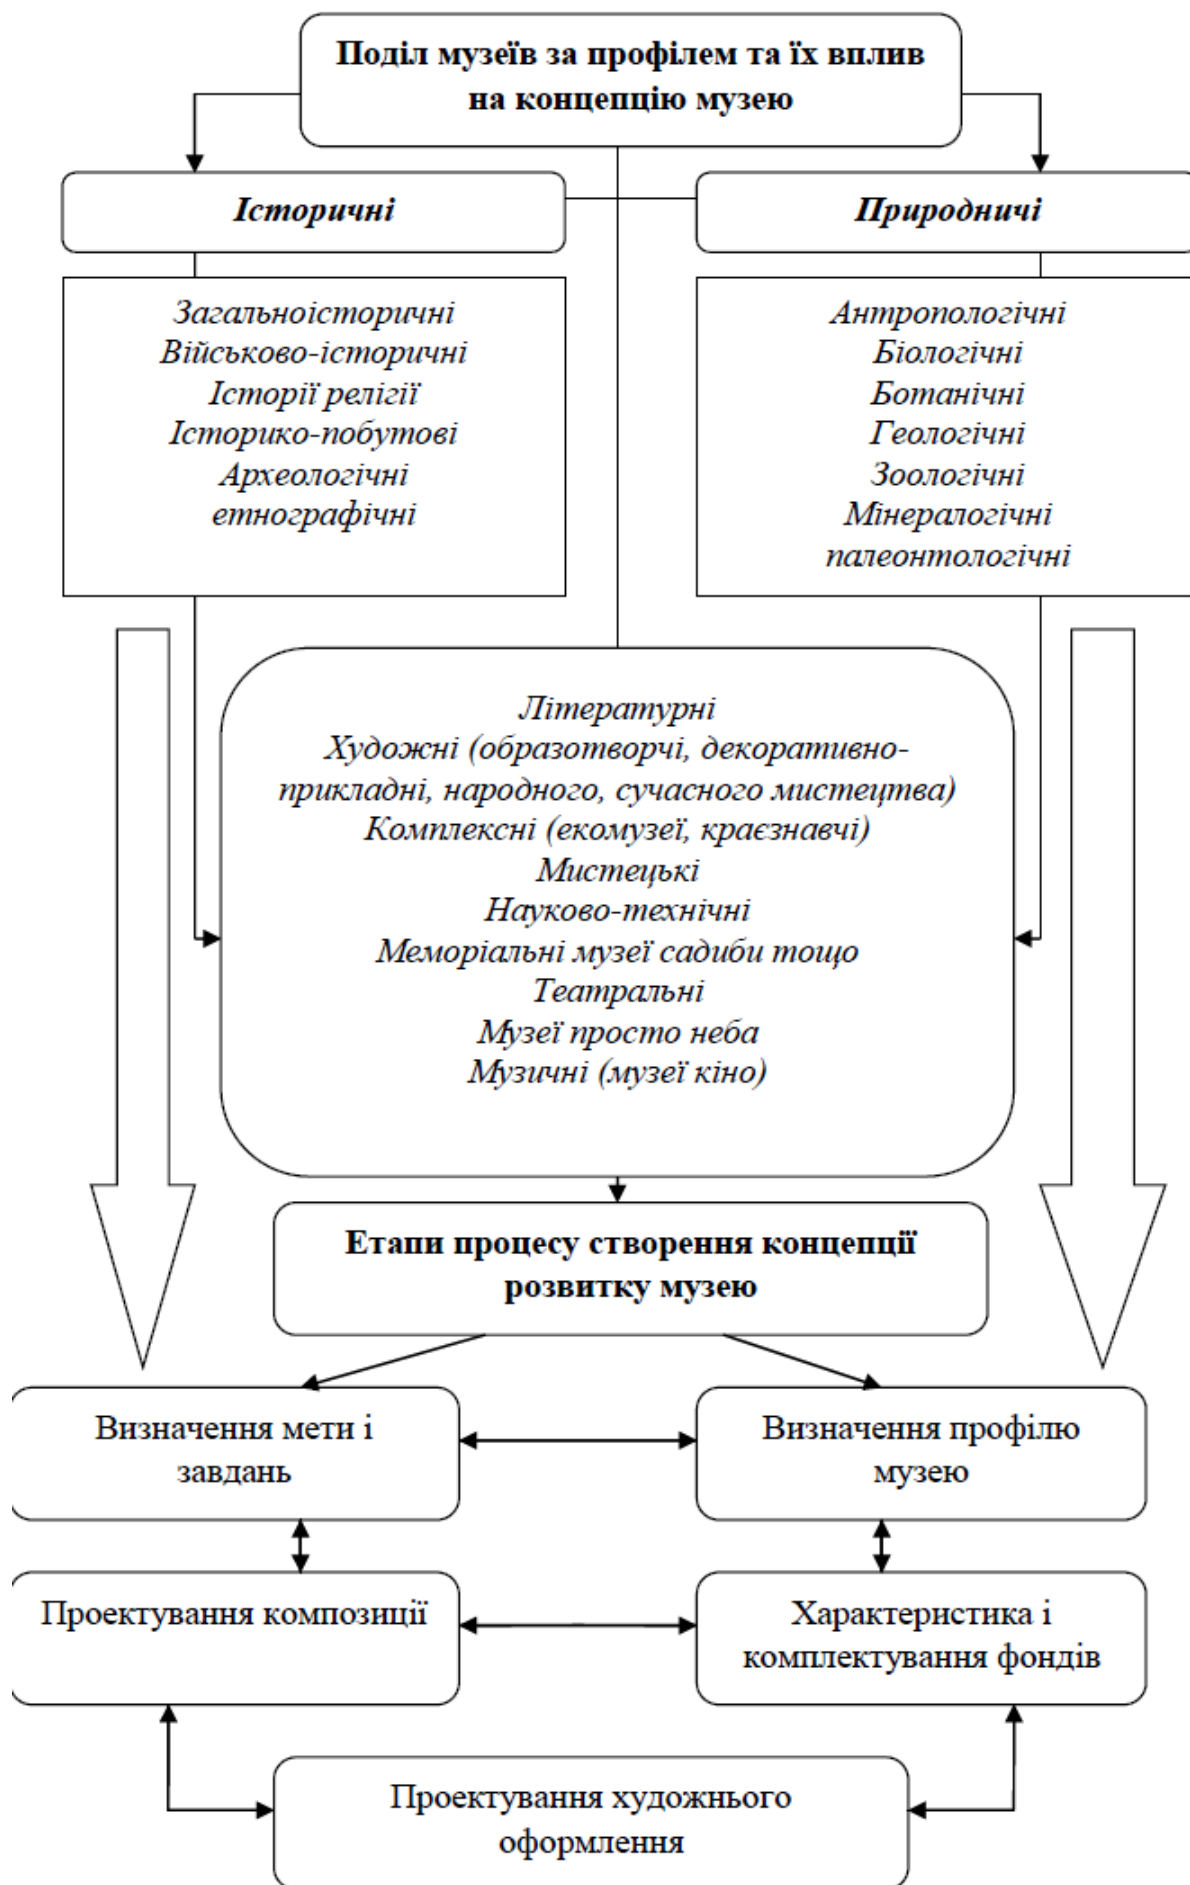 Поділ музеїв за профілем та їх вплив
на концепцію музею
Історичні
Природничі
Загальноісторичні
Військово-історичні
Історії релігії
Історико-побутові
Археологічні
етнографічні
Антропологічні
Біологічні
Ботанічні
Геологічні
Зоологічні
Мінералогічні
палеонтологічні
Літературні
Художні (образотворчі, декоративно-
прикладні, народного, сучасного мистецтва)
Комплексні (екомузеї, краєзнавчі)
Мистецькі
Науково-технічні
Меморіальні музеї садиби тощо
Театральні
Музеї просто неба
Музичні (музеї кіно)
Етапи процесу створення концепції
розвитку музею
Визначення мети і
завдань
Визначення профілю
музею
Проектування композиції
Характеристика і
комплектування фондів
Проектування художнього
оформлення